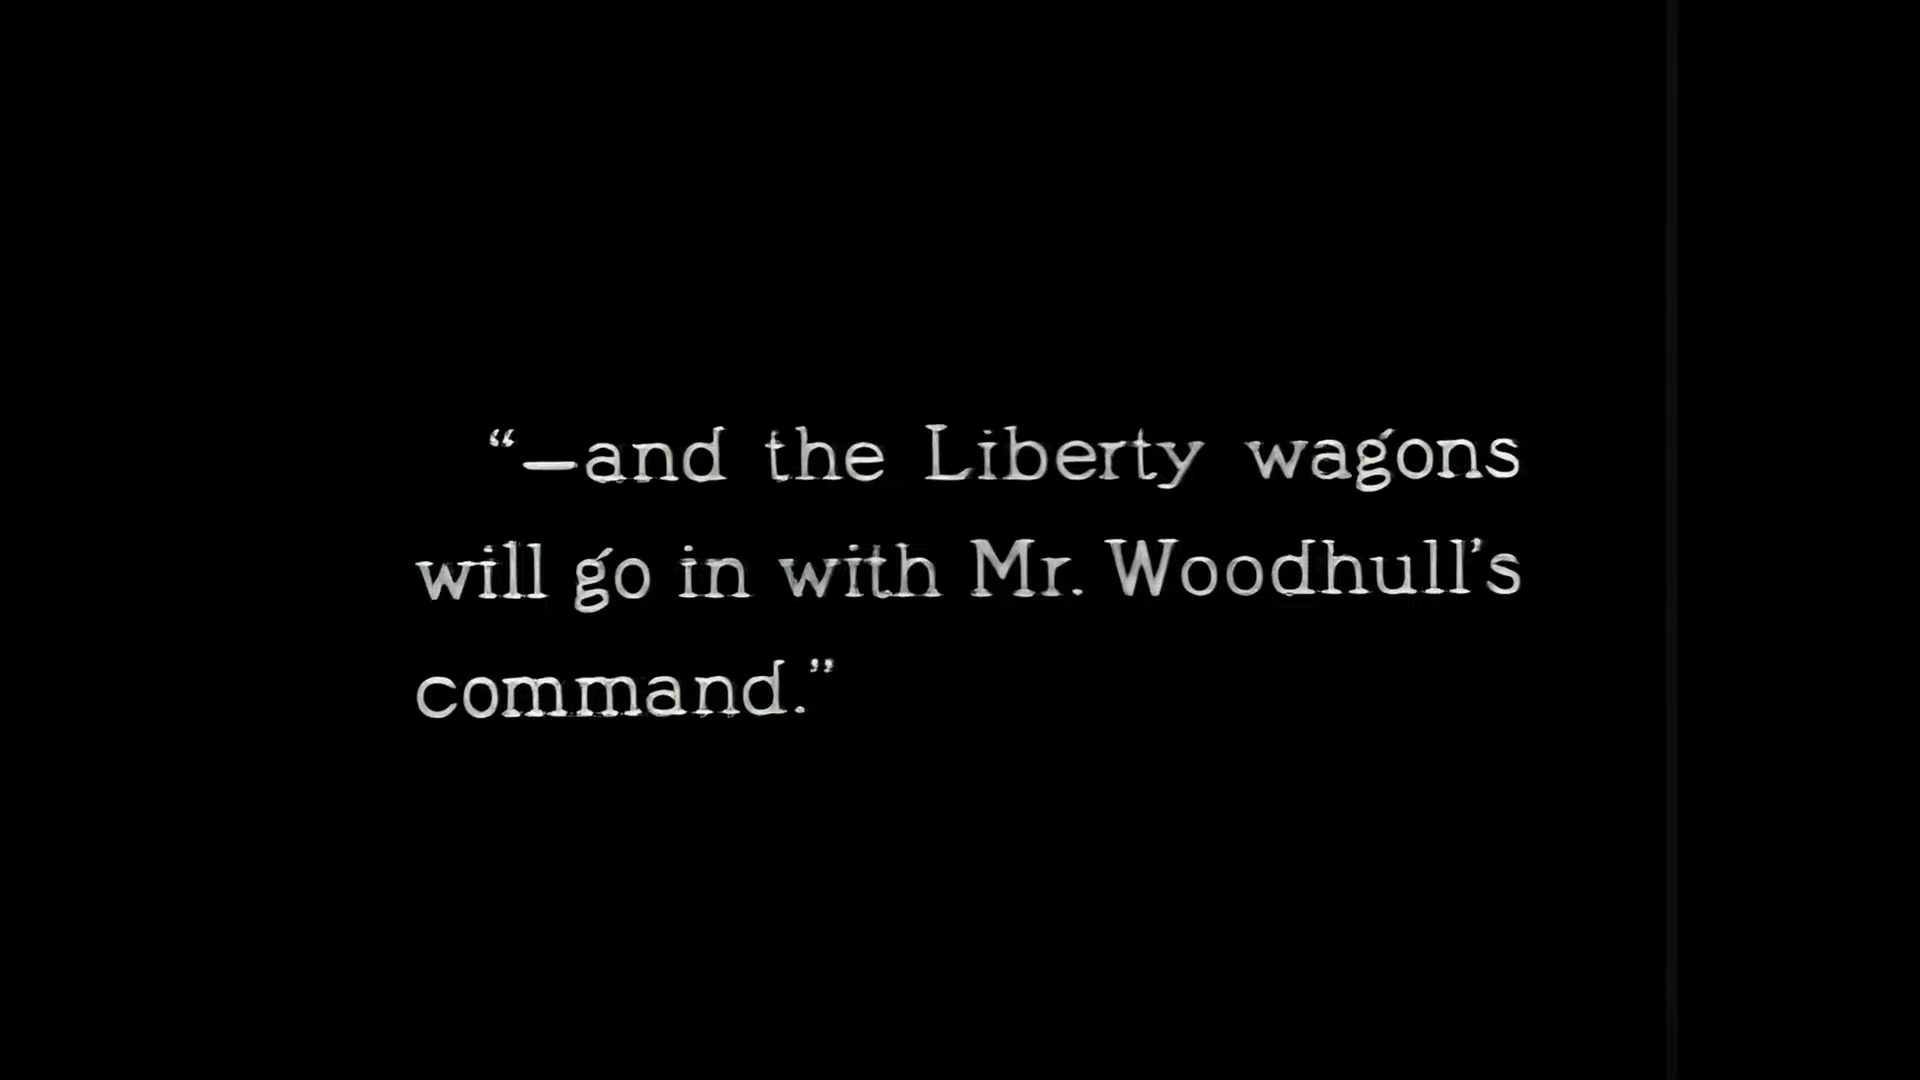 “—and the Liberty wagons
will go in with Mr. Woodhull’s
command.”